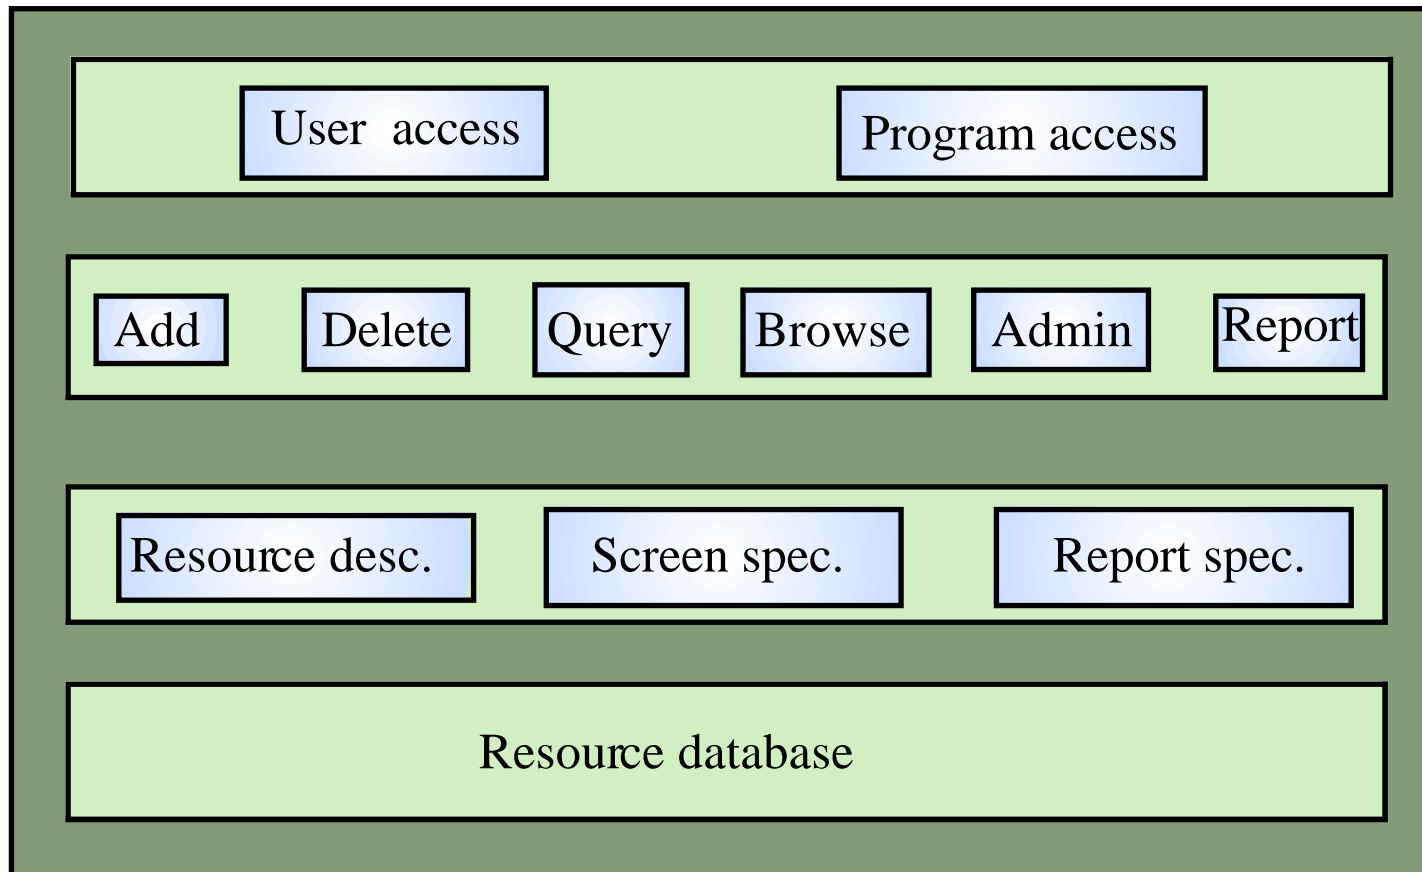 User access
Program access
Add
Delete
Query
Browse
Admin
Report
Resource desc.
Screen spec.
Report spec.
Resource database